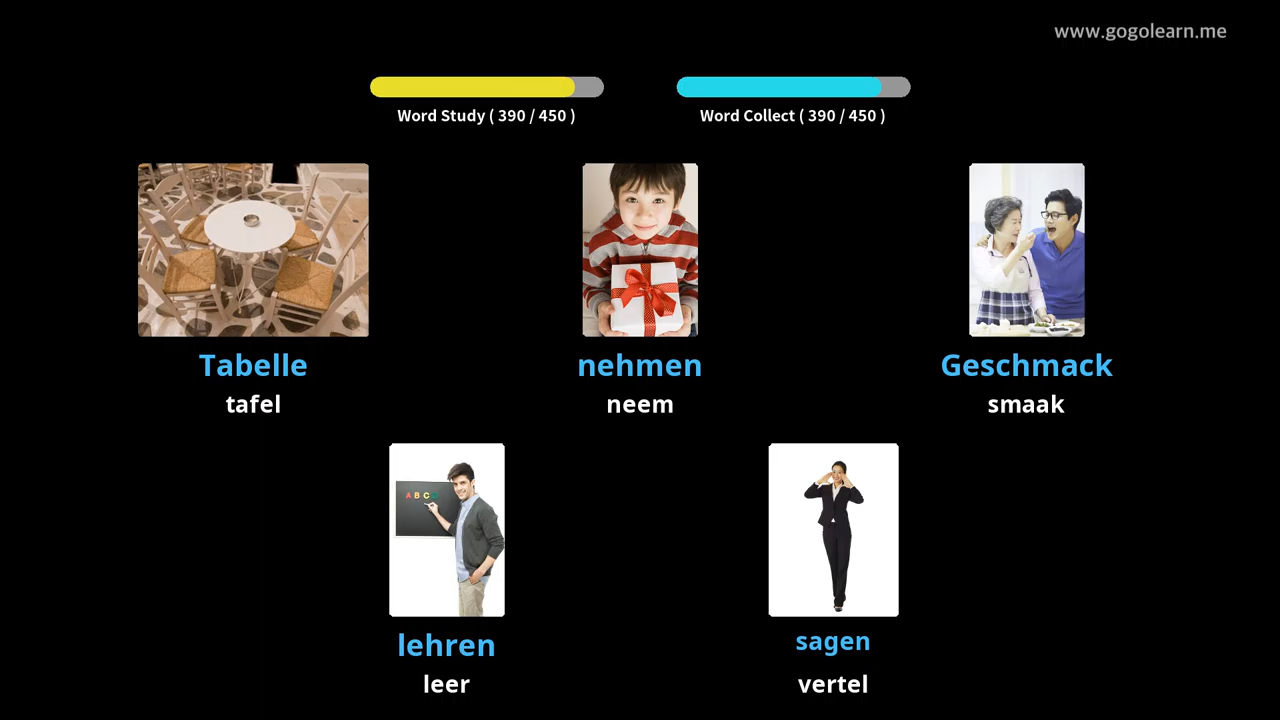 www.gogolearn.me
Word Study ( 390 / 450 )
Word Collect ( 390 / 450 )
Tabelle
tafel
nehmen
neem
Geschmack
smaak
A B C D
lehren
leer
sagen
vertel